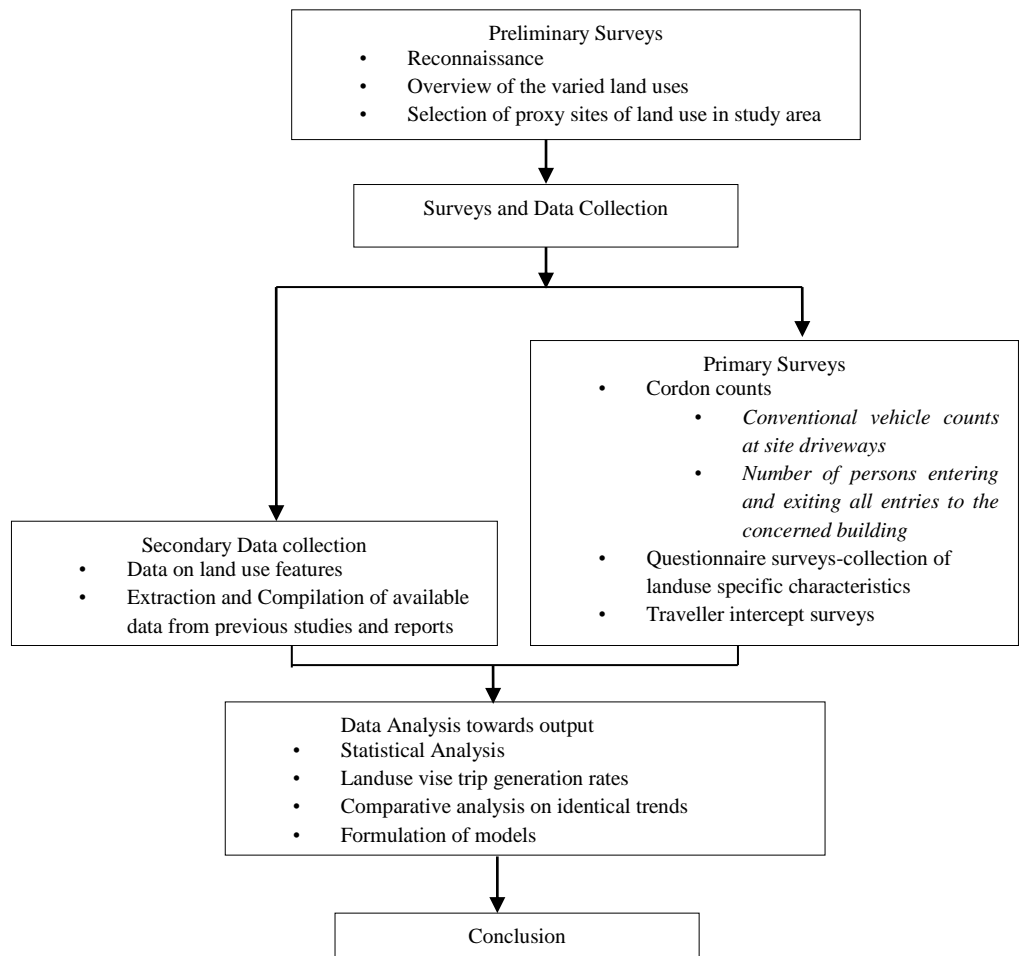 Preliminary Surveys
• Reconnaissance
• Overview of the varied land uses
• Selection of proxy sites of land use in study area
Surveys and Data Collection
Primary Surveys
• Cordon counts
• Conventional vehicle counts
at site driveways
• Number of persons entering
and exiting all entries to the
concerned building
• Questionnaire surveys-collection of
landuse specific characteristics
• Traveller intercept surveys
Secondary Data collection
• Data on land use features
• Extraction and Compilation of available
data from previous studies and reports
Data Analysis towards output
• Statistical Analysis
• Landuse vise trip generation rates
• Comparative analysis on identical trends
• Formulation of models
Conclusion